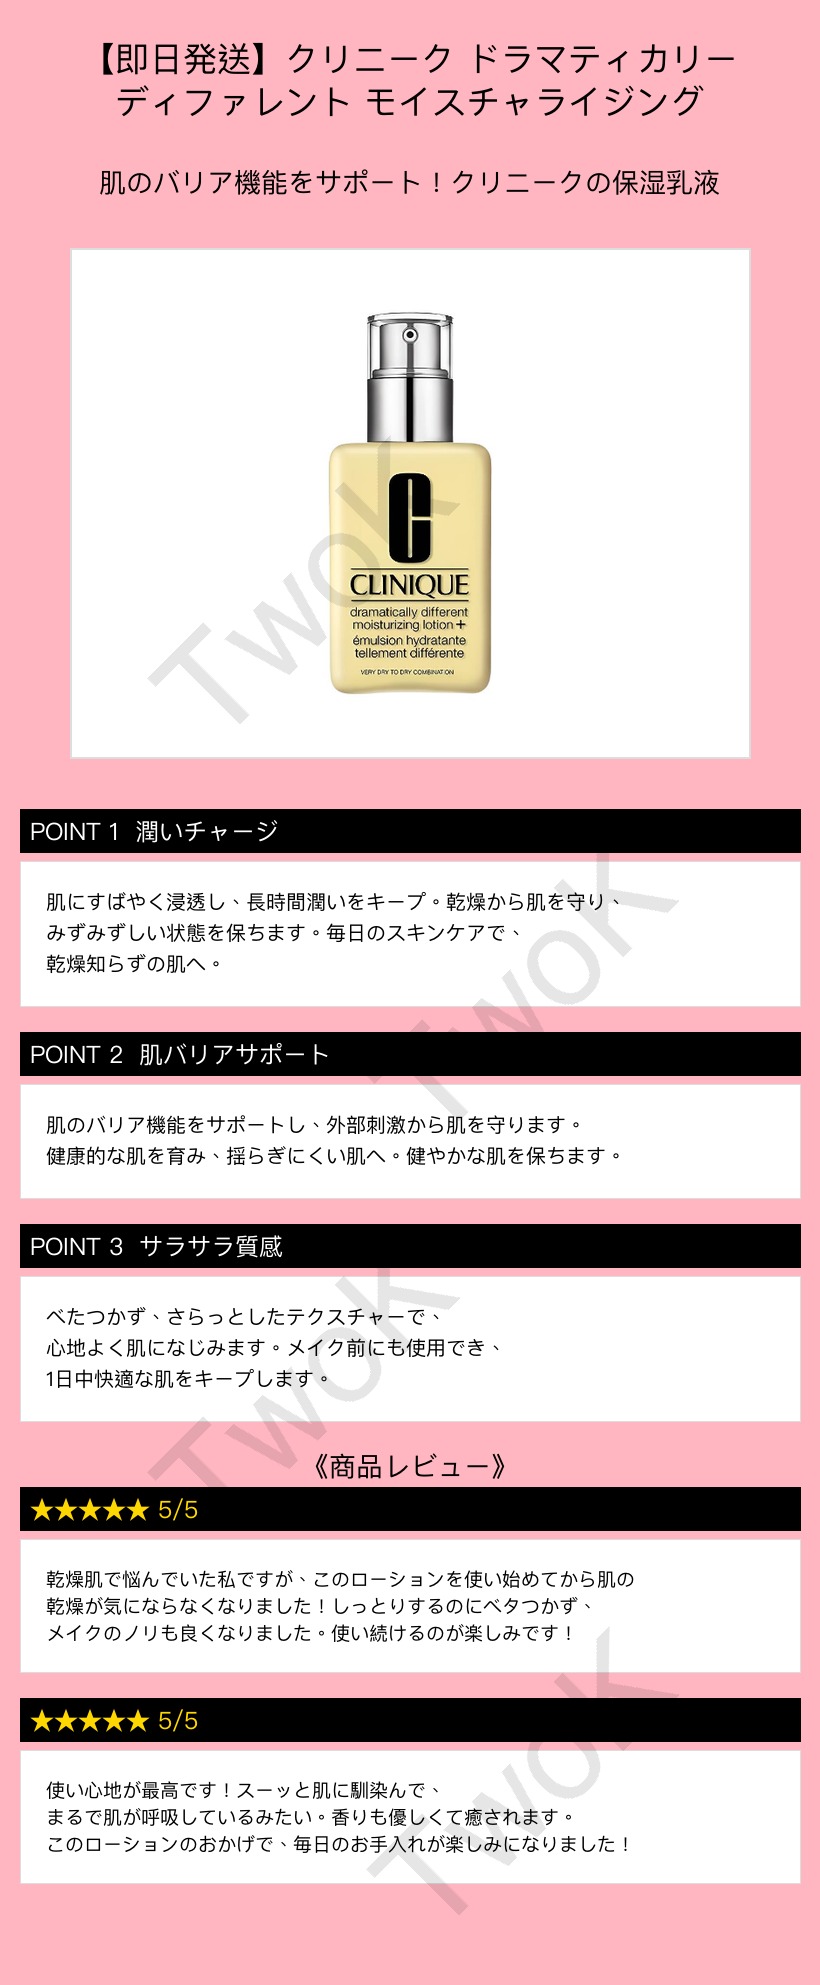 【即日発送】クリニーク ドラマティカリー
ディファレント モイスチャライジング
肌のバリア機能をサポート！クリニークの保湿乳液
CLINIQUE
dramatically different
moisturizing lotion+
émulsion hydratante
tellement différente
VERY DRY TO DRY COMBINATION
TwoK
POINT 1 潤いチャージ
肌にすばやく浸透し、長時間潤いをキープ。乾燥から肌を守り、
みずみずしい状態を保ちます。毎日のスキンケアで、
乾燥知らずの肌へ。
TwoK
POINT 2 肌バリアサポート
肌のバリア機能をサポートし、外部刺激から肌を守ります。
健康的な肌を育み、揺らぎにくい肌へ。健やかな肌を保ちます。
POINT 3 サラサラ質感
べたつかず、さらっとしたテクスチャーで、
心地よく肌になじみます。メイク前にも使用でき、
1日中快適な肌をキープします。
TwoK
《商品レビュー》
★★★★★ 5/5
乾燥肌で悩んでいた私ですが、このローションを使い始めてから肌の
乾燥が気にならなくなりました！しっとりするのにベタつかず、
メイクのノリも良くなりました。使い続けるのが楽しみです！
★★★★★ 5/5
使い心地が最高です！スーッと肌に馴染んで、
まるで肌が呼吸しているみたい。香りも優しくて癒されます。
このローションのおかげで、毎日のお手入れが楽しみになりました！
TwoK